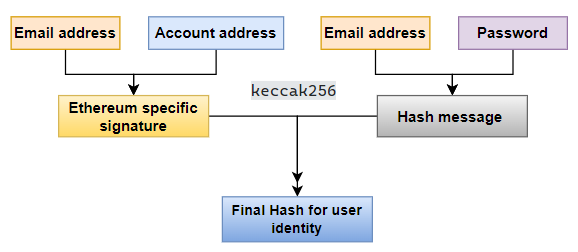 Email address
Account address
Email address
Password
keccak256
Ethereum specific
signature
Hash message
Final Hash for user
identity